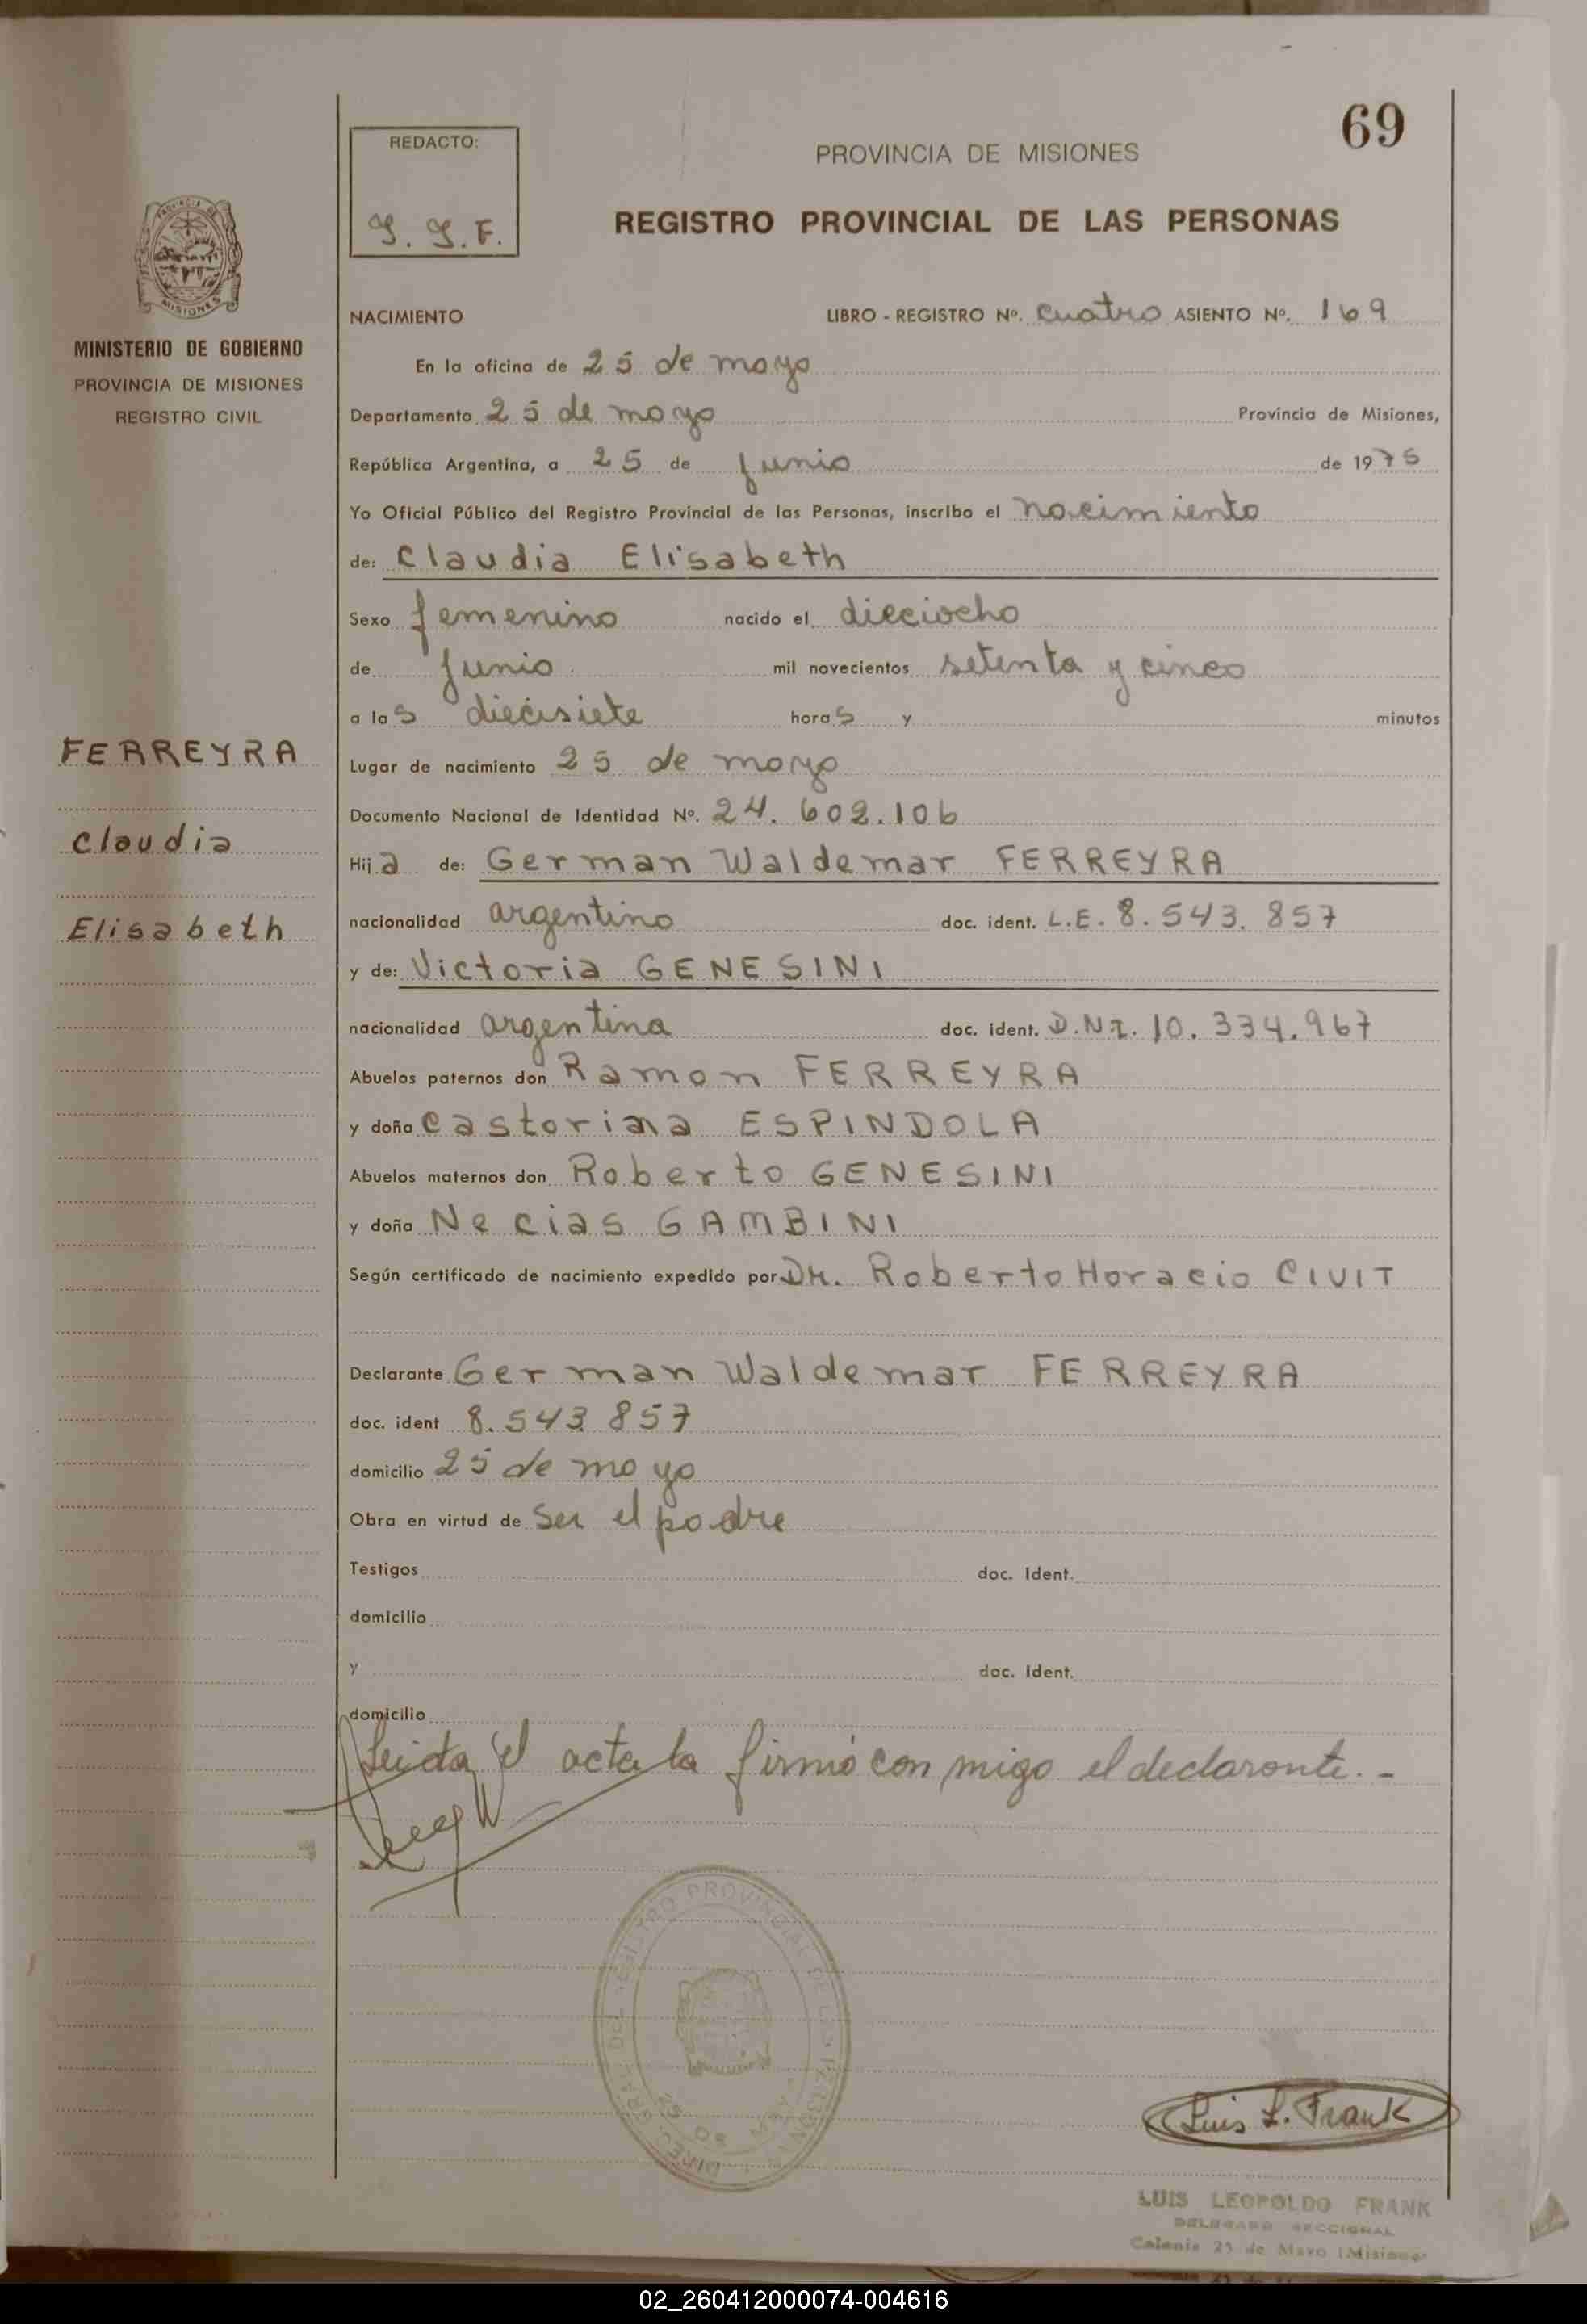 69
REDACTO:
PROVINCIA DE MISIONES
J. J. F.
REGISTRO PROVINCIAL DE LAS PERSONAS
MISIONES
MINISTERIO DE GOBIERNO
PROVINCIA DE MISIONES
REGISTRO CIVIL
NACIMIENTO LIBRO - REGISTRO Nº. cuatro ASIENTO Nº. 169
En la oficina de 25 de mayo
Departamento 25 de mayo Provincia de Misiones,
República Argentina, a 25 de Junio de 1975
Yo Oficial Público del Registro Provincial de las Personas, inscribo el nacimiento
de: Claudia Elisabeth
Sexo femenino nacido el dieciocho
de Junio mil novecientos setenta y cinco
a las diecisiete horas y minutos
FERREYRA
Claudia
Elisabeth
Lugar de nacimiento 25 de mayo
Documento Nacional de Identidad Nº. 24.602.106
Hija de: German Waldemar FERREYRA
nacionalidad argentino doc. ident. L.E. 8.543.857
y de: Victoria GENESINI
nacionalidad argentina doc. ident. D.N.I. 10.334.967
Abuelos paternos don Ramon FERREYRA
y doña Castorina ESPINDOLA
Abuelos maternos don Roberto GENESINI
y doña Necias GAMBINI
Según certificado de nacimiento expedido por Dr. Roberto Horacio CIVIT
Declarante German Waldemar FERREYRA
doc. ident 8.543.857
domicilio 25 de mayo
Obra en virtud de Ser el padre
Testigos doc. Ident.
domicilio
y doc. Ident.
domicilio
Leida el acta la firmó con migo el declarante.-
Luis L. Frank
LUIS LEOPOLDO FRANK
DELEGADO SECCIONAL
Colonia 25 de Mayo (Misiones
02_260412000074-004616